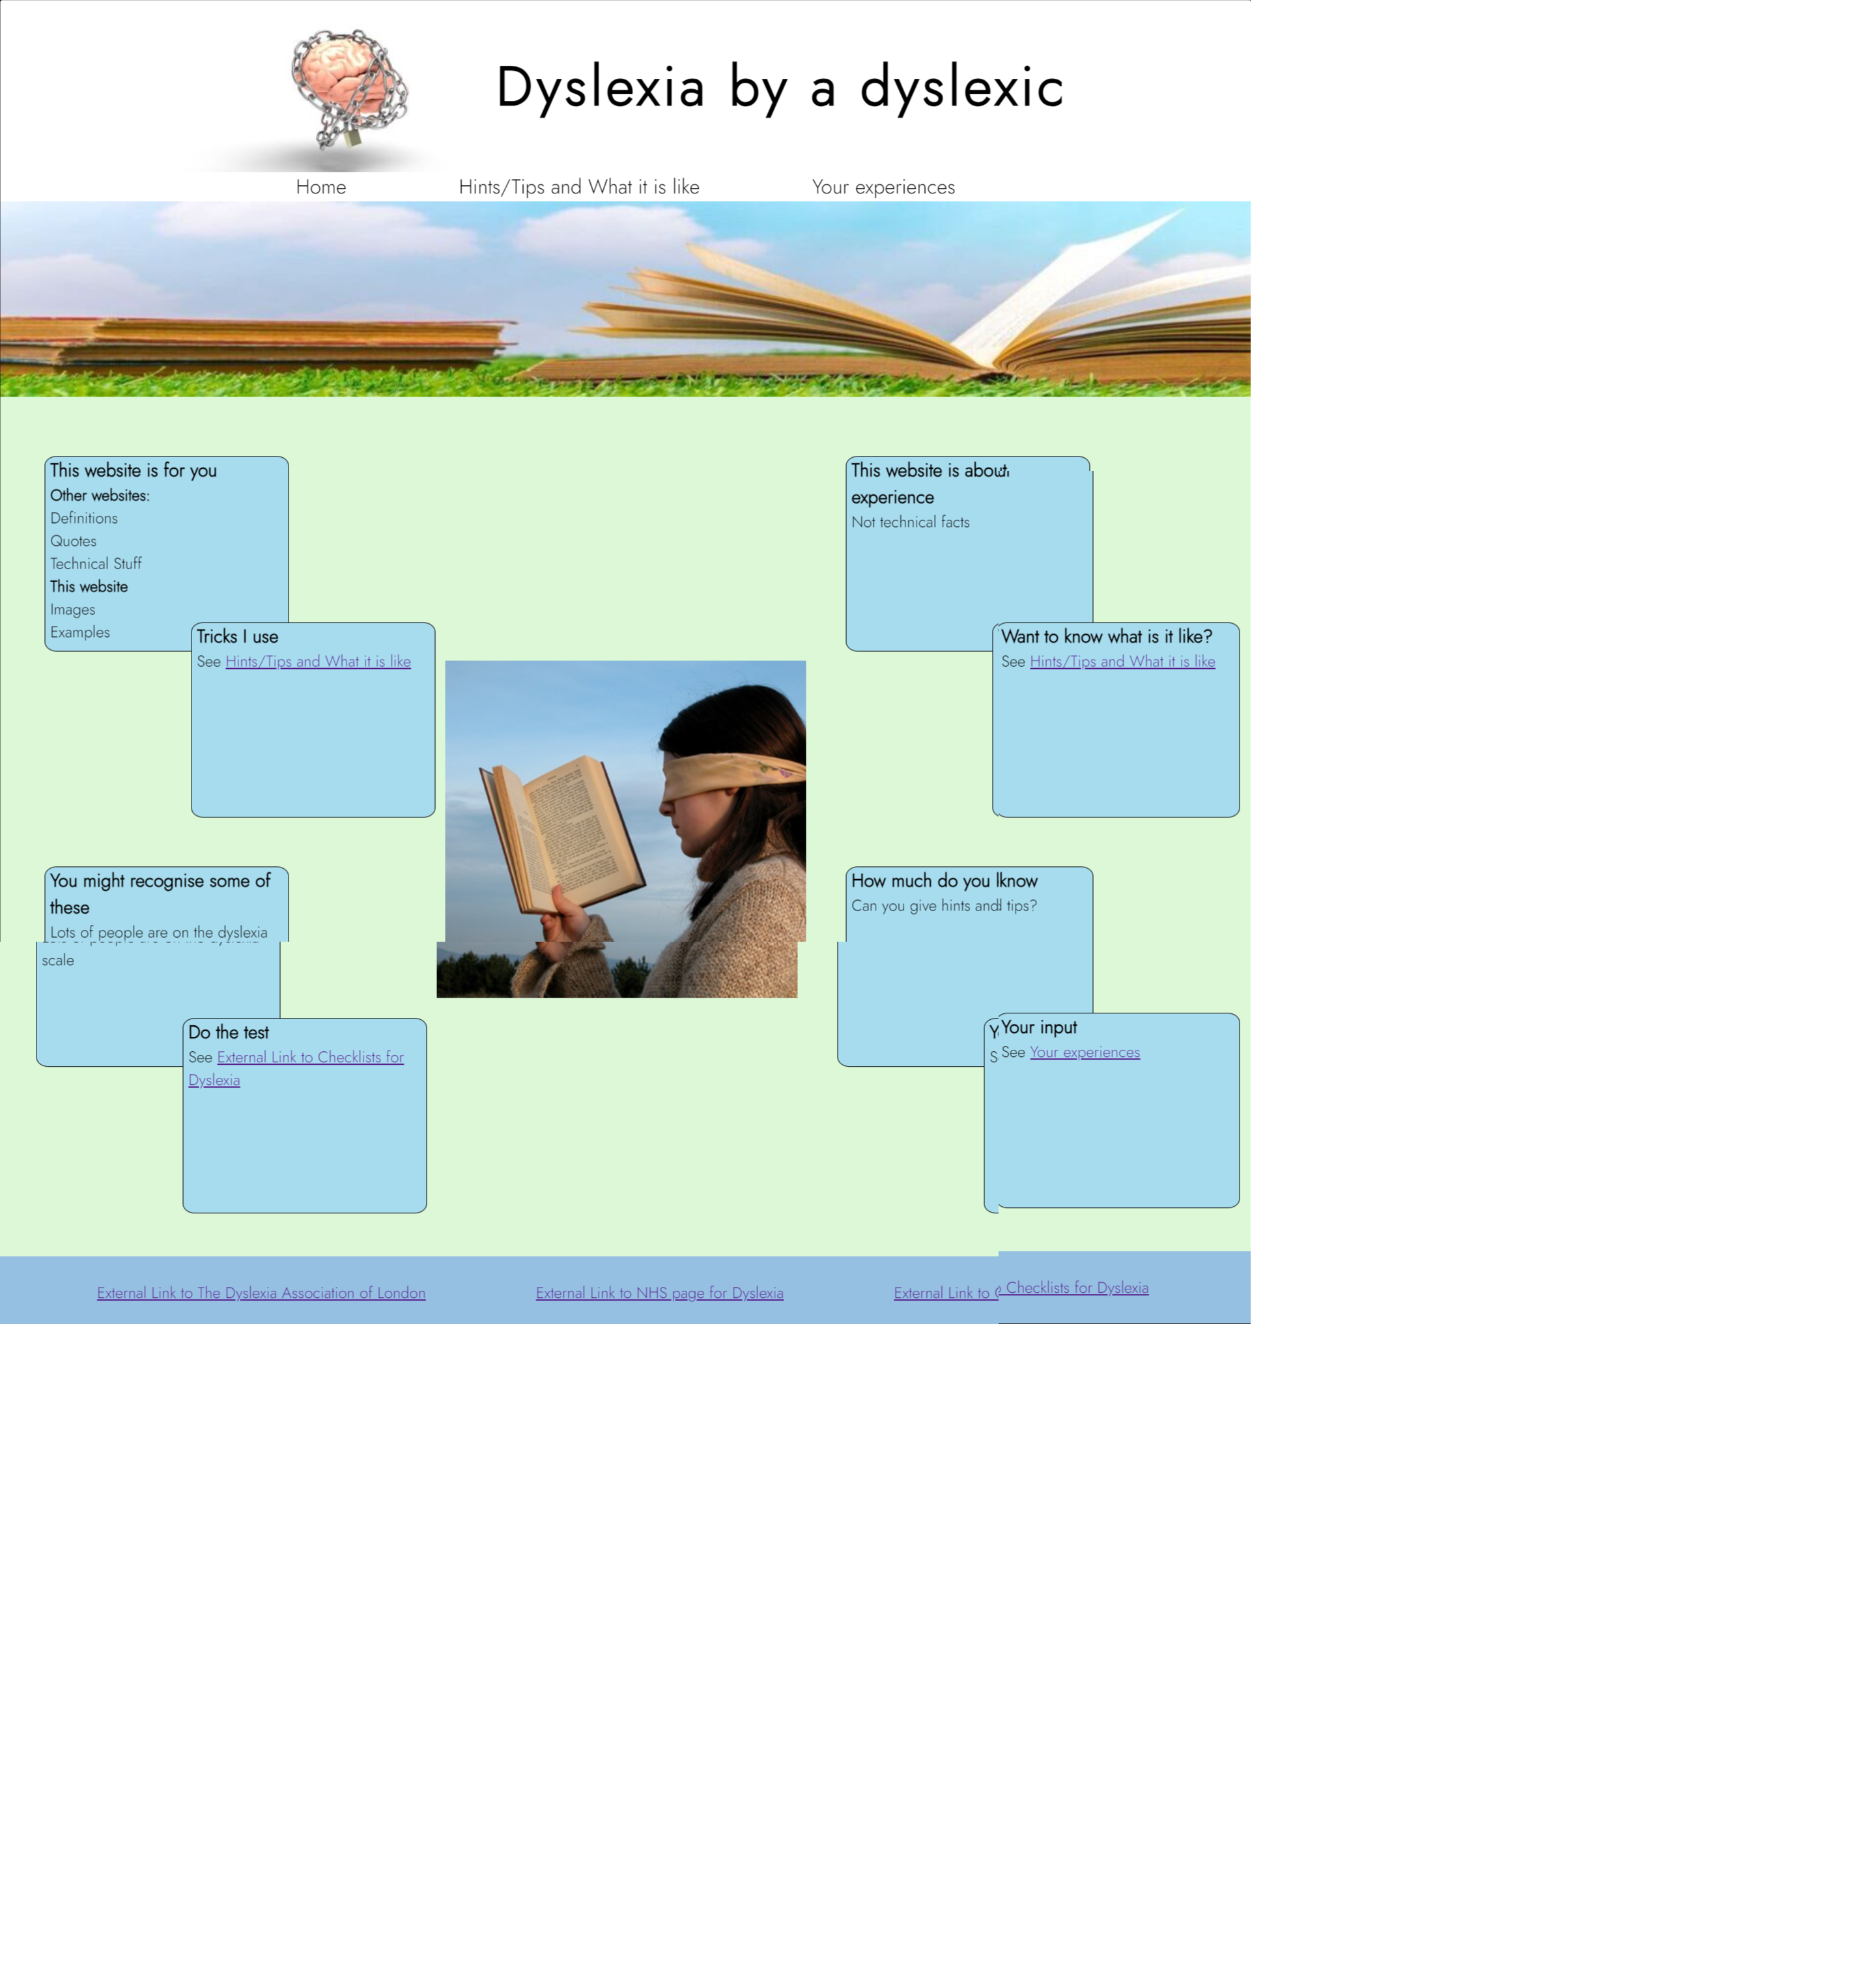 Dyslexia by a dyslexic
Home
Hints/Tips and What it is like
Your experiences
This website is for you
Other websites:
Definitions
Quotes
Technical Stuff
This website
Images
Examples
Tricks I use
See Hints/Tips and What it is like
This website is about
experience
Not technical facts
Want to know what is it like?
See Hints/Tips and What it is like
You might recognise some of
these
Lots of people are on the dyslexia
scale
Do the test
See External Link to Checklists for
Dyslexia
How much do you know
Can you give hints and tips?
Your input
See Your experiences
External Link to The Dyslexia Association of London
External Link to NHS page for Dyslexia
External Link to Checklists for Dyslexia